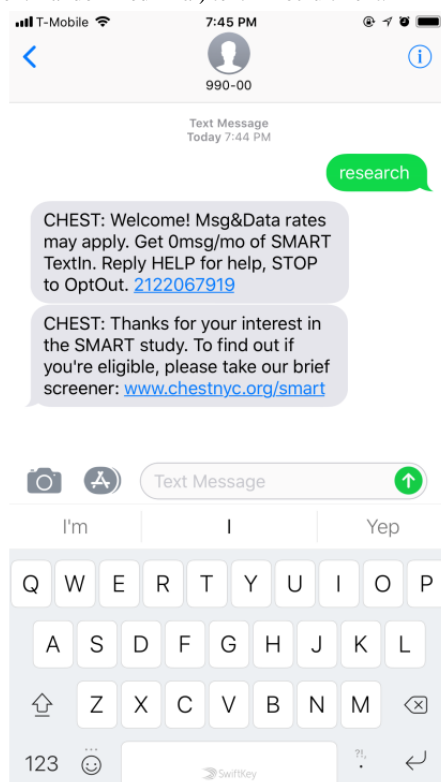 T-Mobile 7:45 PM
990-00
Text Message
Today 7:44 PM
research
CHEST: Welcome! Msg&Data rates
may apply. Get 0msg/mo of SMART
TextIn. Reply HELP for help, STOP
to OptOut. 2122067919
CHEST: Thanks for your interest in
the SMART study. To find out if
you're eligible, please take our brief
screener: www.chestnyc.org/smart
Text Message
I'm I Yep
Q W E R T Y U I O P
A S D F G H J K L
Z X C V B N M
123 SwiftKey ?!, .